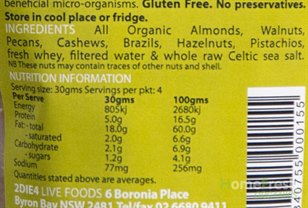 beneficial micro-organisms. Gluten Free. No preservatives.
Store in cool place or fridge.
INGREDIENTS All Organic Almonds, Walnuts,
Pecans, Cashews, Brazils, Hazelnuts, Pistachios,
fresh whey, filtered water & whole raw Celtic sea salt.
NB These nuts may contain traces of other nuts and shell.
NUTRITION INFORMATION
Serving size: 30gms Servings per pkt: 4
Per Serve 30gms 100gms
Energy 805kj 2680kj
Protein 5.0g 16.5g
Fat: -total 18.0g 60.0g
-saturated 2.0g 6.6g
Carbohydrate 2.1g 6.9g
-sugars 1.2g 4.1g
Sodium 77mg 256mg
Quantities stated above are averages.
2DIE4 LIVE FOODS 6 Boronia Place
Byron Bay NSW 2481 Tel/fax 02 6680 9411